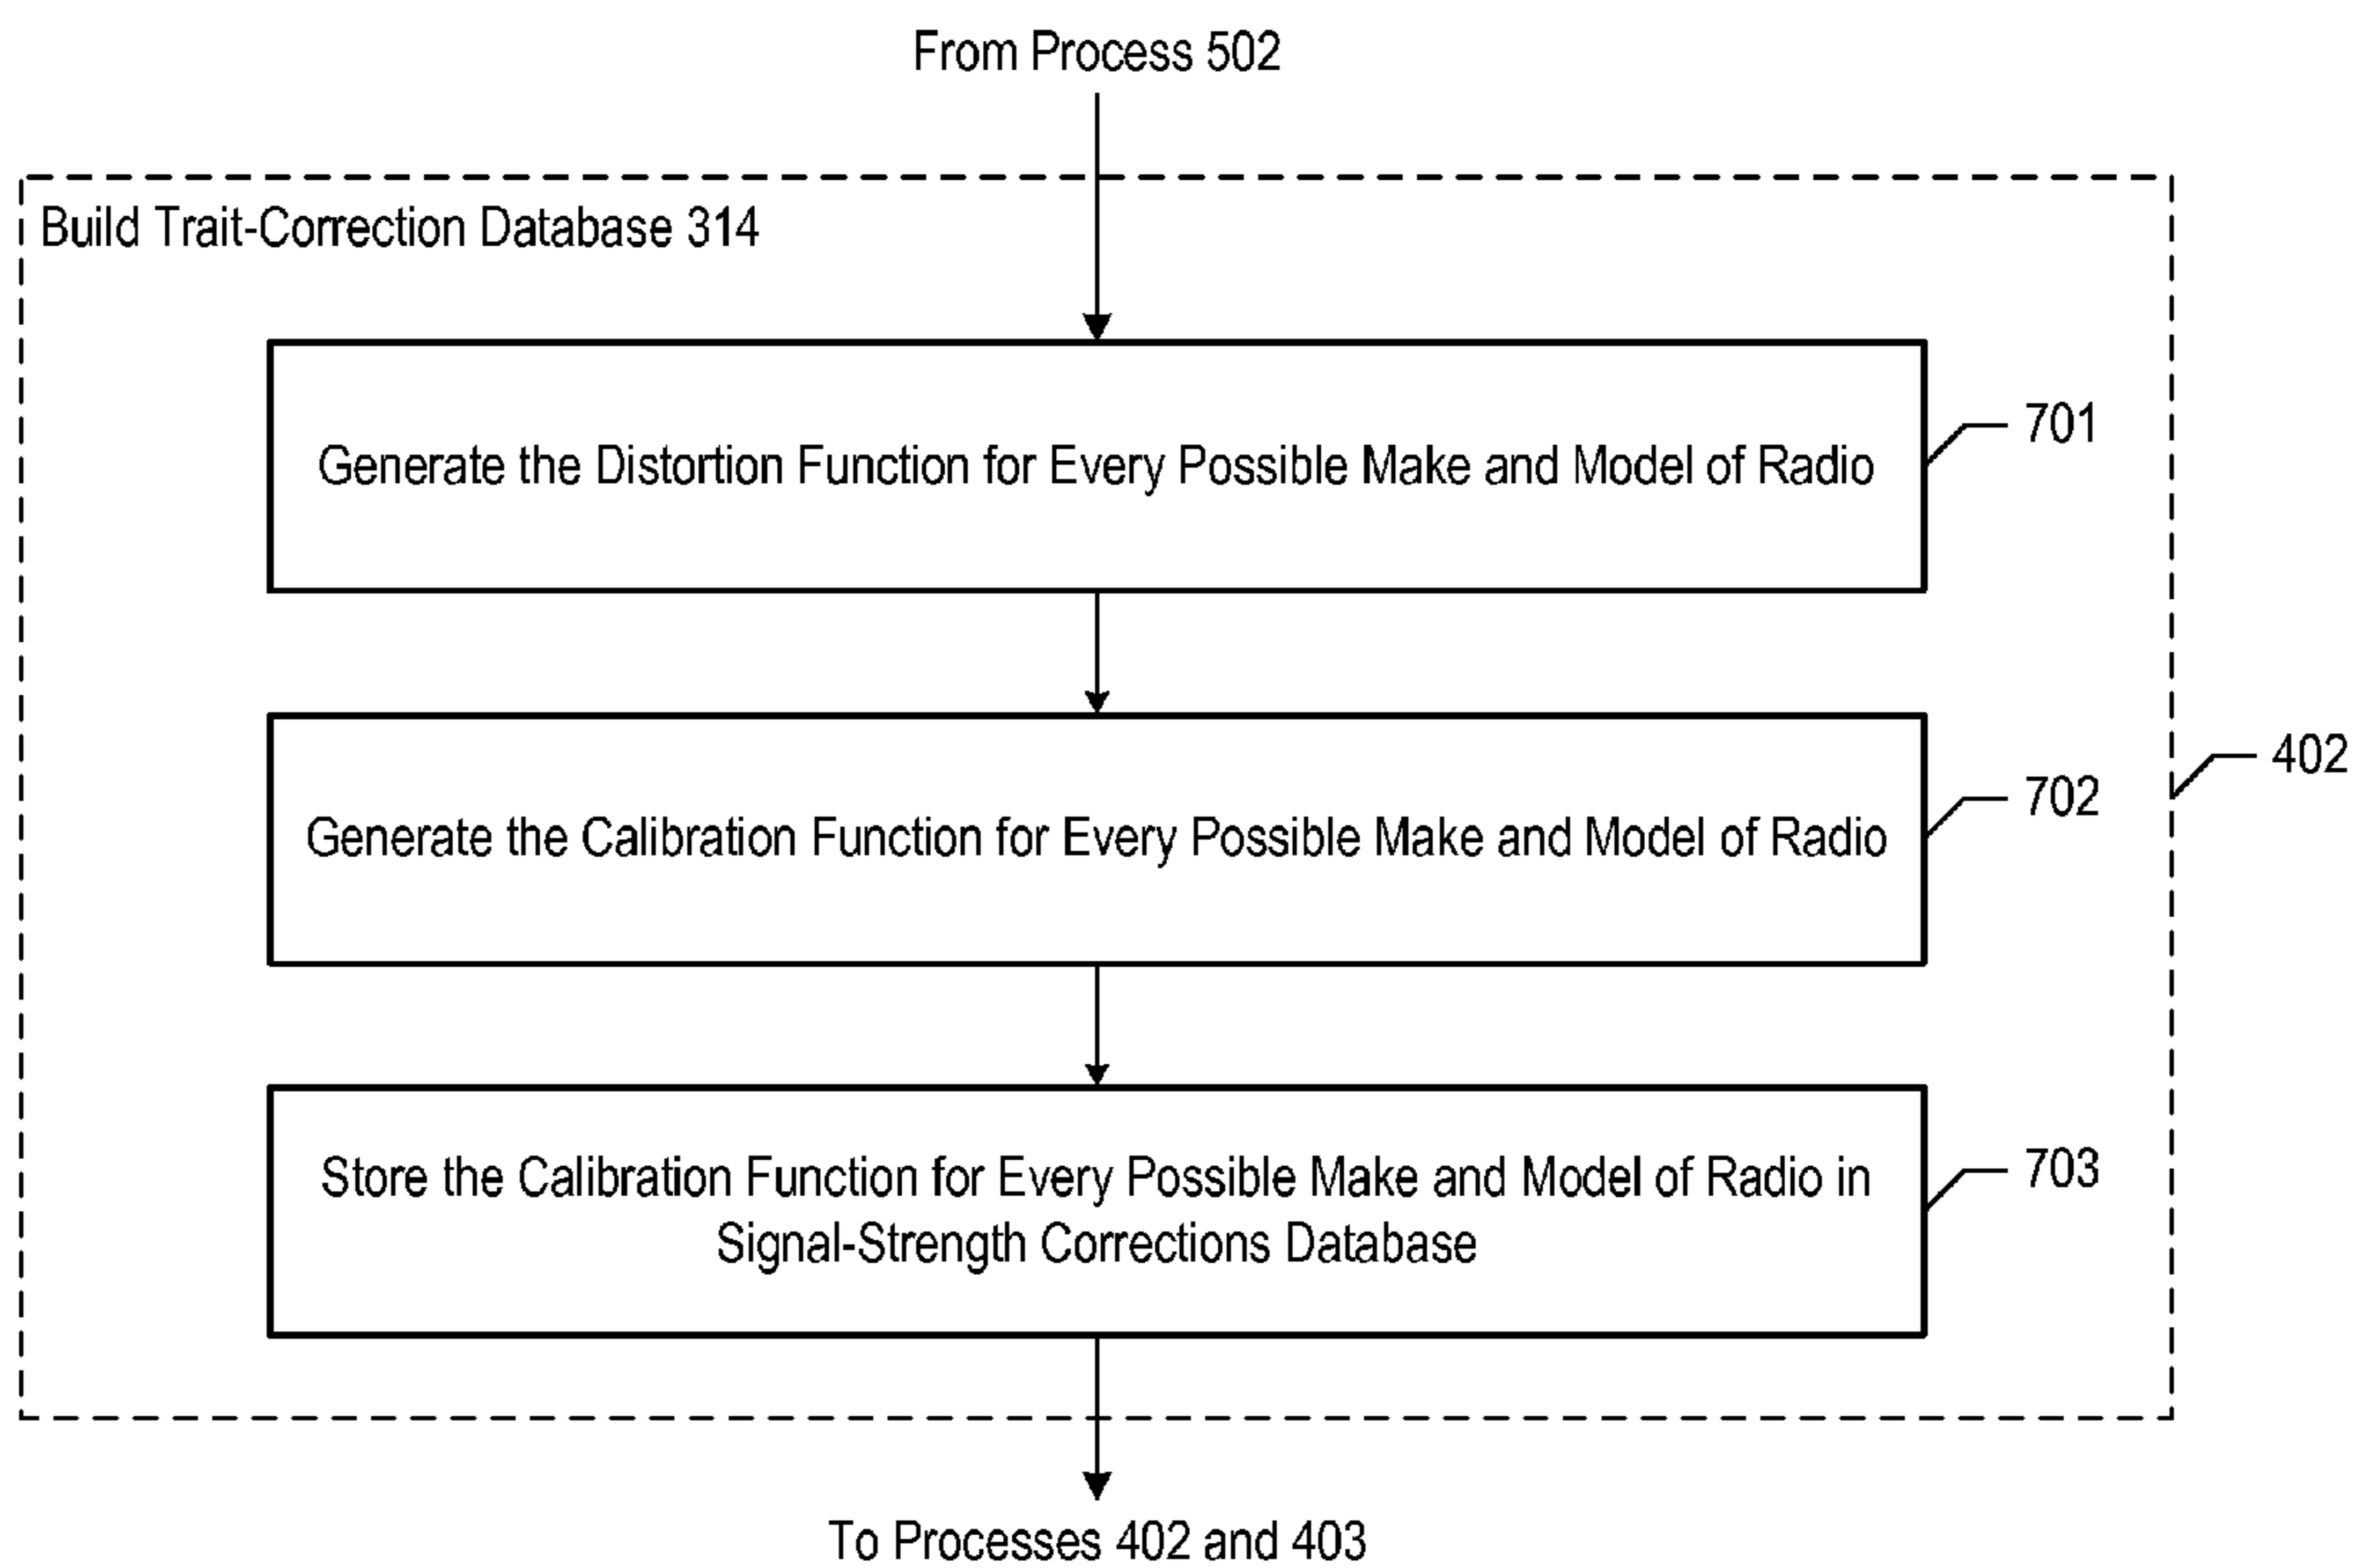 From Process 502
Build Trait-Correction Database 314
Generate the Distortion Function for Every Possible Make and Model of Radio
701
Generate the Calibration Function for Every Possible Make and Model of Radio
702
402
Store the Calibration Function for Every Possible Make and Model of Radio in
Signal-Strength Corrections Database
703
To Processes 402 and 403